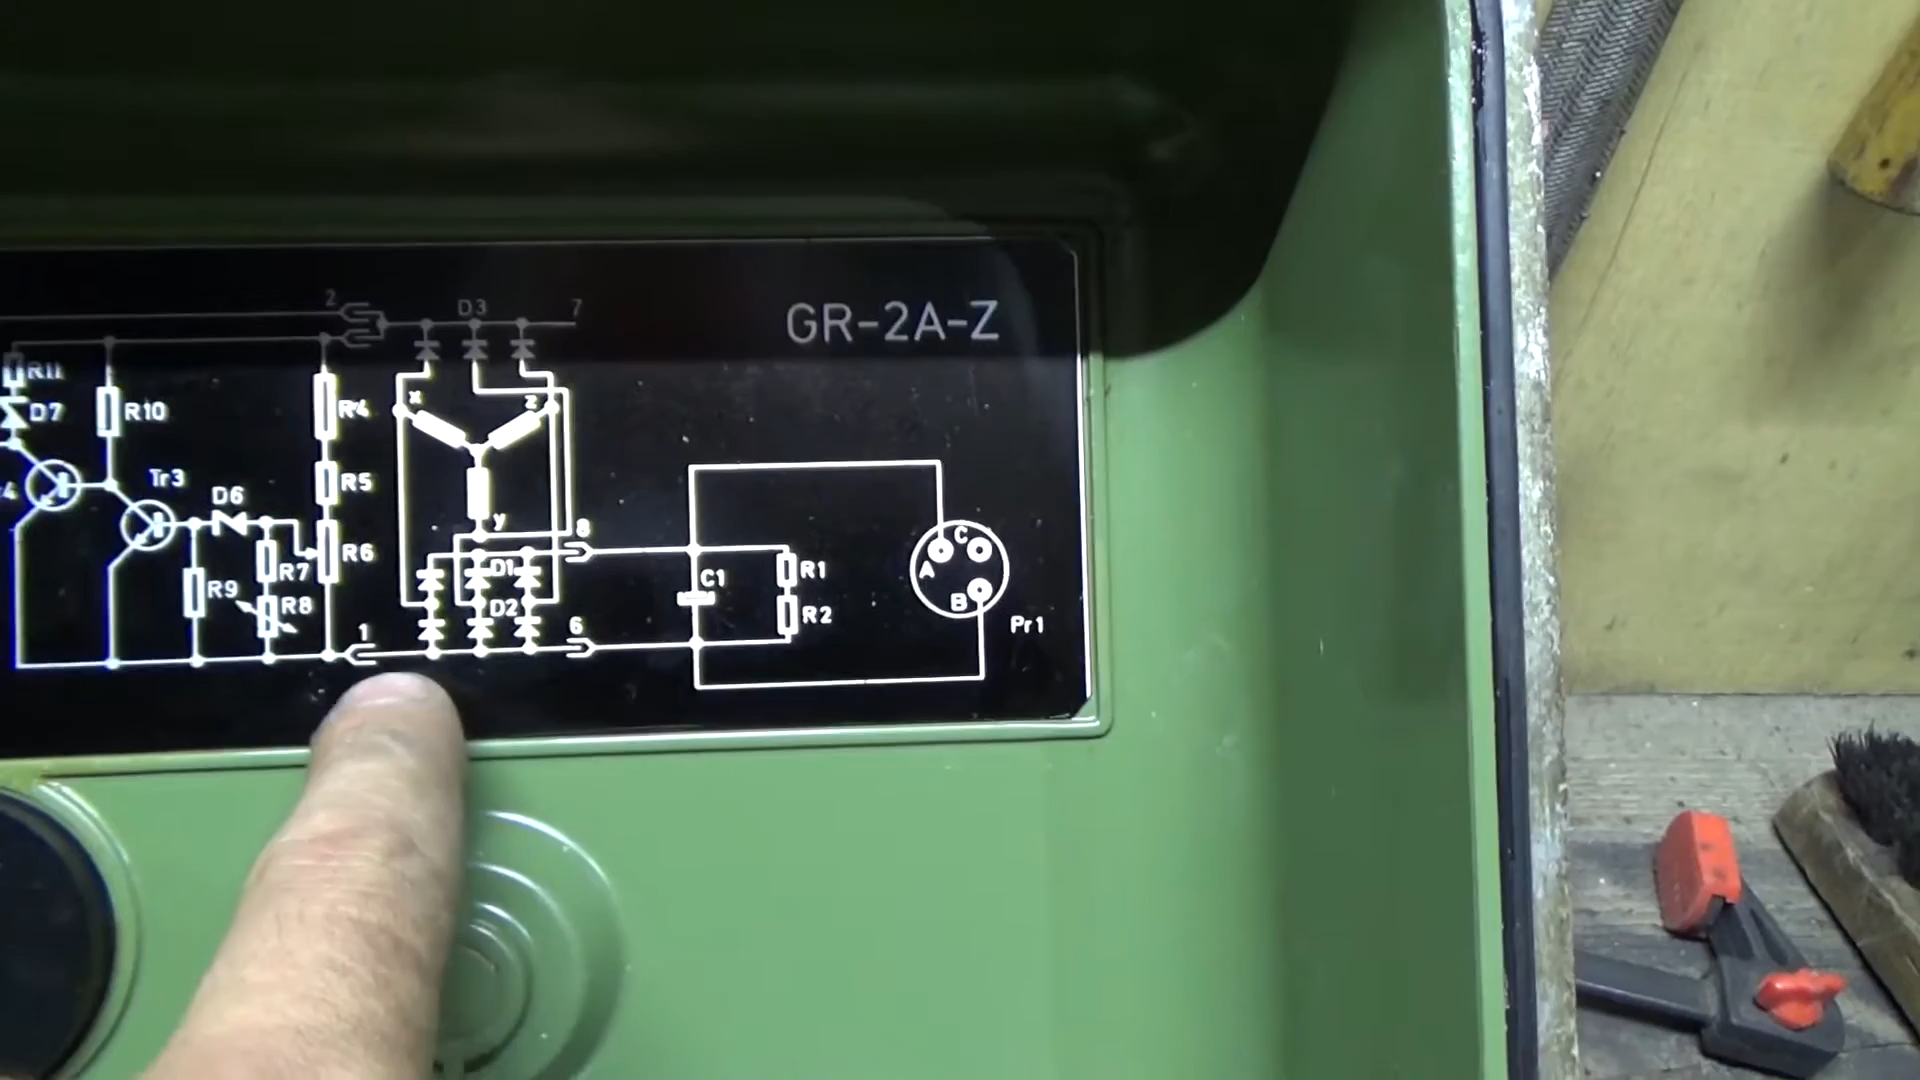 2 D3 7
GR-2A-Z
R11
D7 R10 R4
x z
Tr3 R5
D6
y 8
R6
R7 D1 C1 R1 A C
R9 R8 D2 R2 B
1 6 Pr1